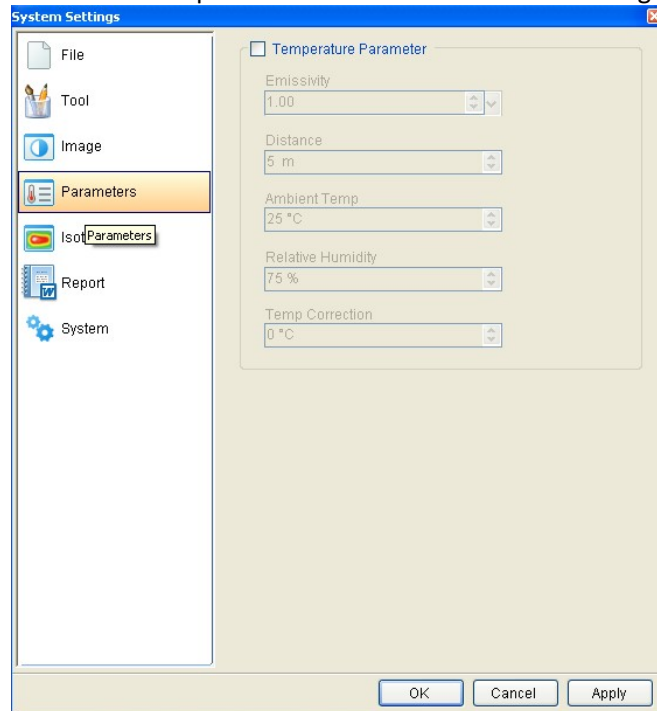 System Settings
File
Tool
Image
Parameters
Isot
Parameters
Report
System
Temperature Parameter
Emissivity
1.00
Distance
5 m
Ambient Temp
25 °C
Relative Humidity
75 %
Temp Correction
0 °C
OK Cancel Apply